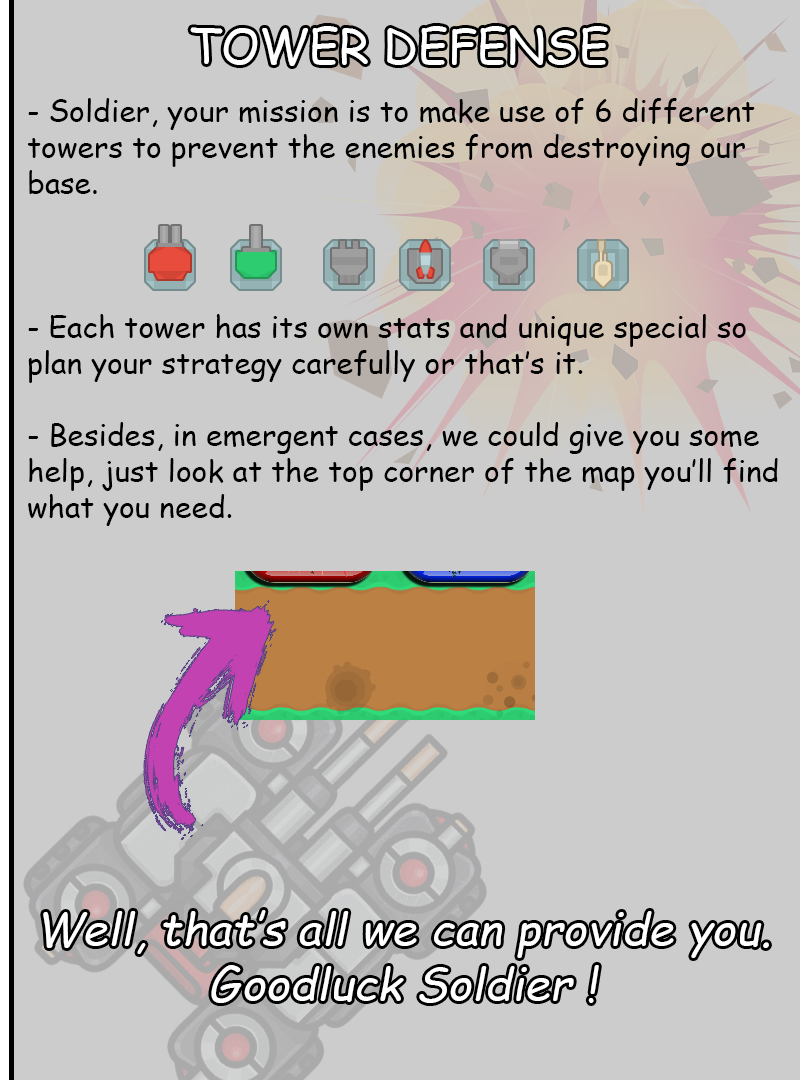 TOWER DEFENSE
- Soldier, your mission is to make use of 6 different
towers to prevent the enemies from destroying our
base.
- Each tower has its own stats and unique special so
plan your strategy carefully or that's it.
- Besides, in emergent cases, we could give you some
help, just look at the top corner of the map you'll find
what you need.
Well, that's all we can provide you.
Goodluck Soldier !